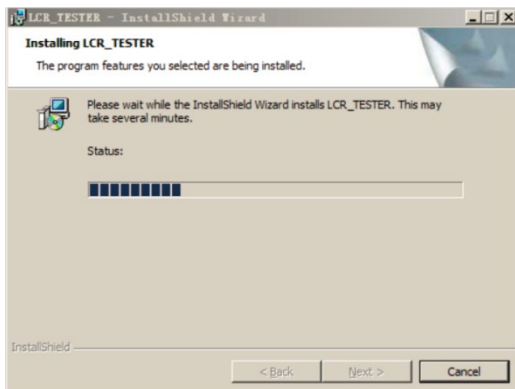 LCR_TESTER - InstallShield Wizard
Installing LCR_TESTER
The program features you selected are being installed.
Please wait while the InstallShield Wizard installs LCR_TESTER. This may
take several minutes.
Status:
InstallShield
< Back
Next >
Cancel